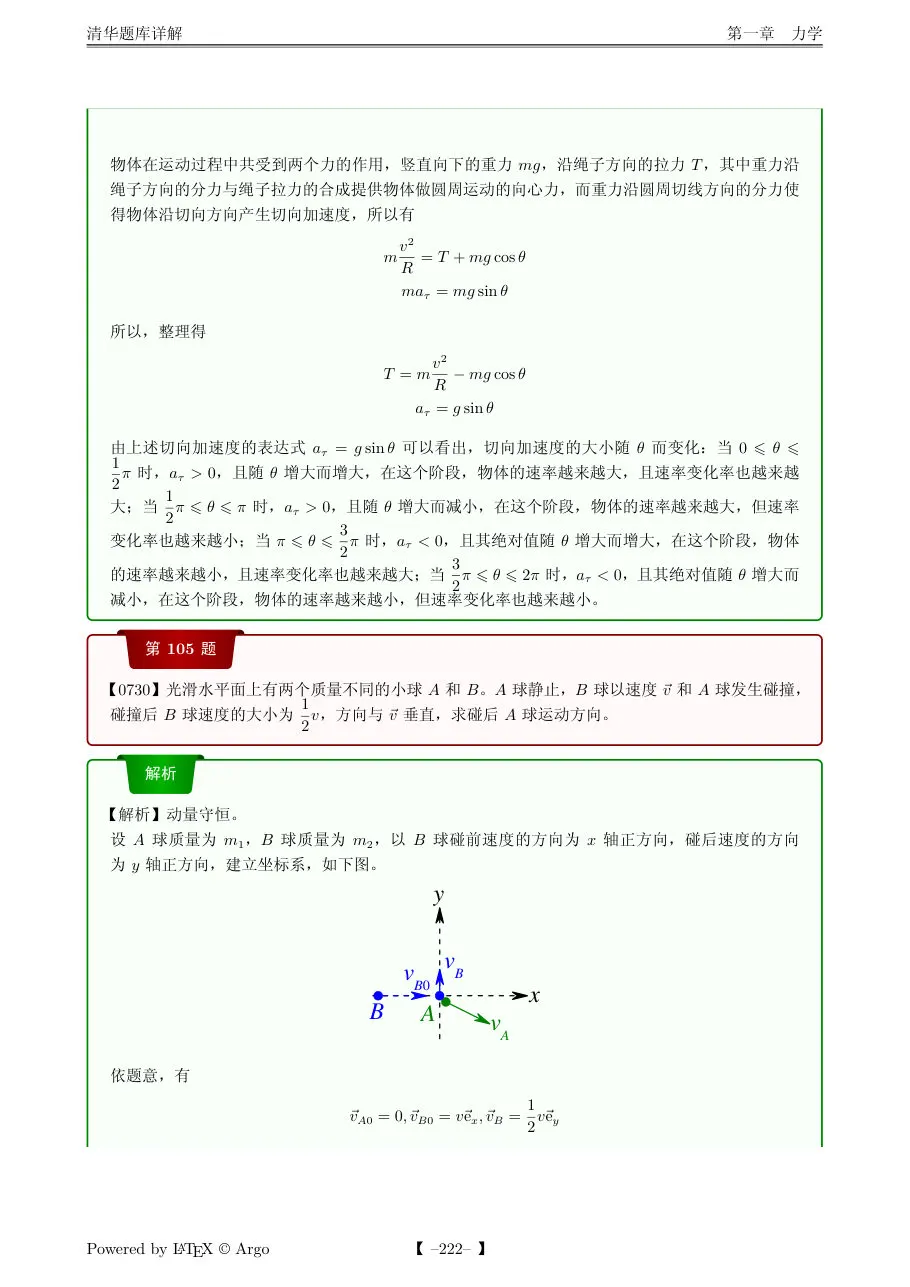 清华题库详解 第一章 力学
物体在运动过程中共受到两个力的作用，竖直向下的重力 mg，沿绳子方向的拉力 T，其中重力沿
绳子方向的分力与绳子拉力的合成提供物体做圆周运动的向心力，而重力沿圆周切线方向的分力使
得物体沿切向方向产生切向加速度，所以有
m\frac{v^2}{R} = T + mg cos θ
ma_τ = mg sin θ
所以，整理得
T = m\frac{v^2}{R} − mg cos θ
a_τ = g sin θ
由上述切向加速度的表达式 a_τ = g sin θ 可以看出，切向加速度的大小随 θ 而变化：当 0 ⩽ θ ⩽
\frac{1}{2}π 时，a_τ > 0，且随 θ 增大而增大，在这个阶段，物体的速率越来越大，且速率变化率也越来越
大；当 \frac{1}{2}π ⩽ θ ⩽ π 时，a_τ > 0，且随 θ 增大而减小，在这个阶段，物体的速率越来越大，但速率
变化率也越来越小；当 π ⩽ θ ⩽ \frac{3}{2}π 时，a_τ < 0，且其绝对值随 θ 增大而增大，在这个阶段，物体
的速率越来越小，且速率变化率也越来越大；当 \frac{3}{2}π ⩽ θ ⩽ 2π 时，a_τ < 0，且其绝对值随 θ 增大而
减小，在这个阶段，物体的速率越来越小，但速率变化率也越来越小。
第 105 题
【0730】光滑水平面上有两个质量不同的小球 A 和 B。A 球静止，B 球以速度 \vec{v} 和 A 球发生碰撞，
碰撞后 B 球速度的大小为 \frac{1}{2}v，方向与 \vec{v} 垂直，求碰后 A 球运动方向。
解析
【解析】动量守恒。
设 A 球质量为 m_1，B 球质量为 m_2，以 B 球碰前速度的方向为 x 轴正方向，碰后速度的方向
为 y 轴正方向，建立坐标系，如下图。
y
v_B
v_{B0}
x
B
A
v_A
依题意，有
\vec{v}_{A0} = 0, \vec{v}_{B0} = v\vec{e}_x, \vec{v}_B = \frac{1}{2}v\vec{e}_y
Powered by LATEX © Argo 【 –222– 】